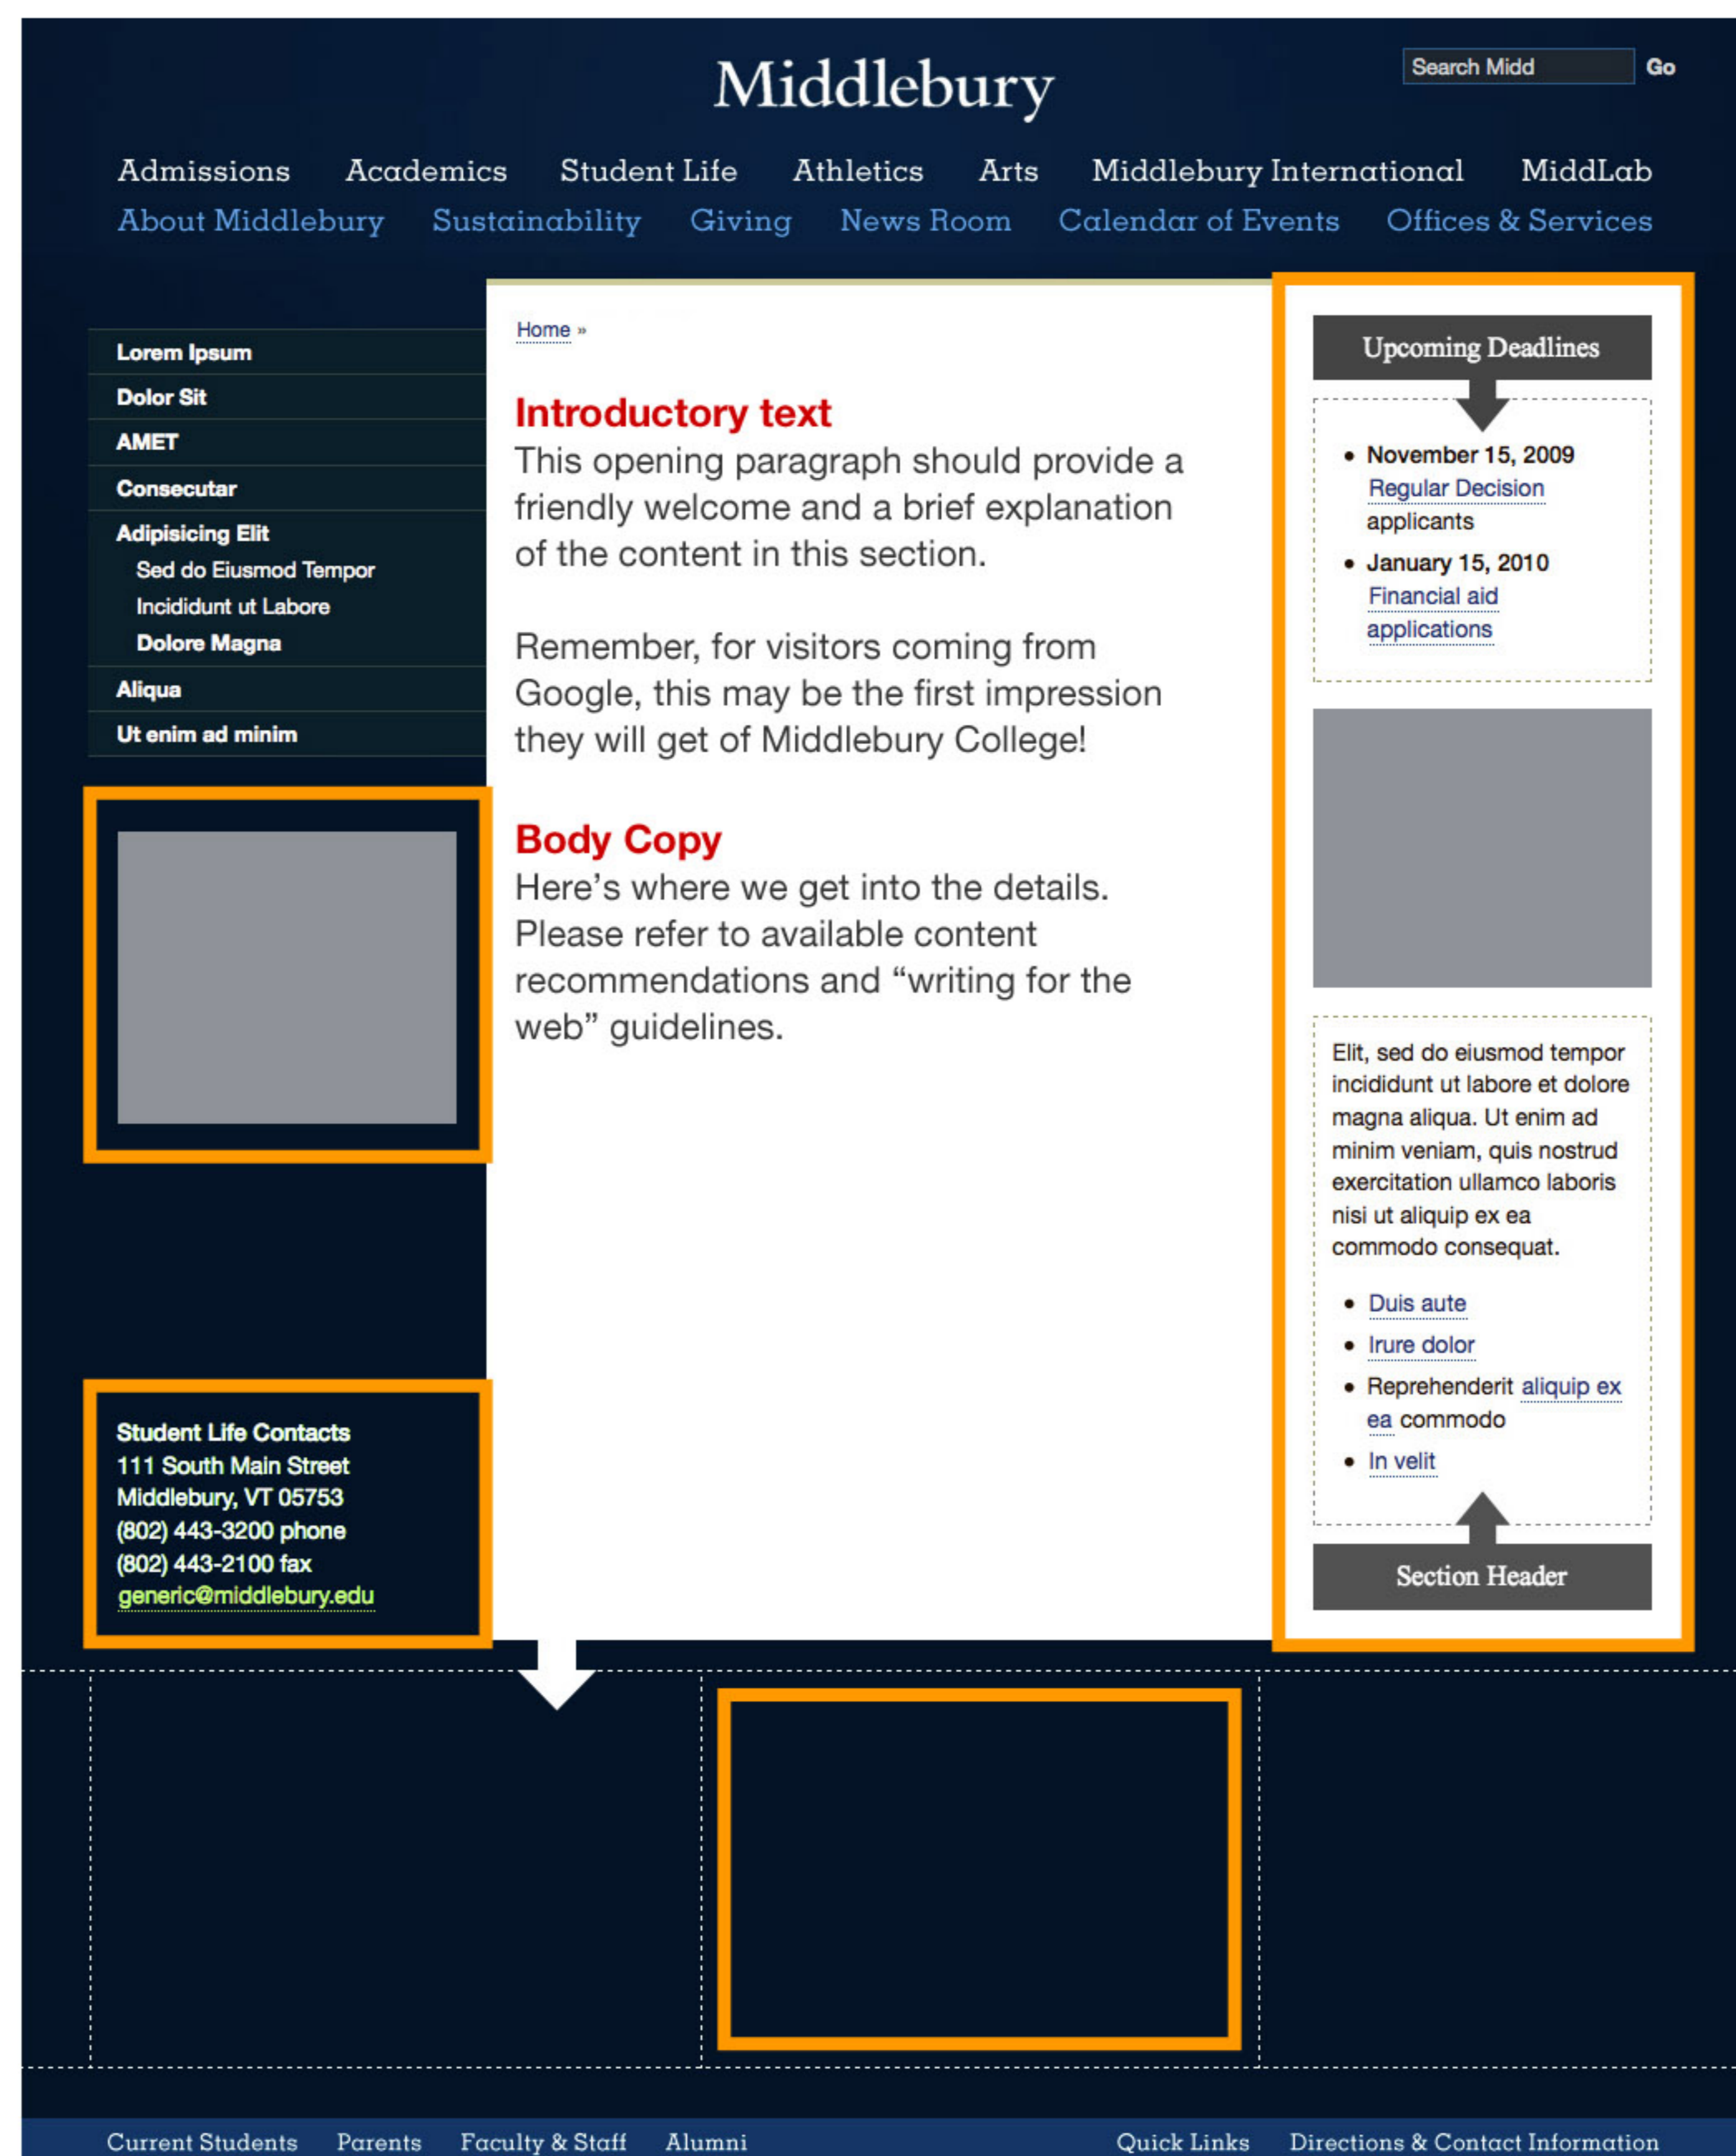 Middlebury
Search Midd Go
Admissions Academics Student Life Athletics Arts Middlebury International MiddLab
About Middlebury Sustainability Giving News Room Calendar of Events Offices & Services
Lorem Ipsum
Dolor Sit
AMET
Consecutar
Adipisicing Elit
Sed do Eiusmod Tempor
Incididunt ut Labore
Dolore Magna
Aliqua
Ut enim ad minim
Student Life Contacts
111 South Main Street
Middlebury, VT 05753
(802) 443-3200 phone
(802) 443-2100 fax
generic@middlebury.edu
Home »
Introductory text
This opening paragraph should provide a
friendly welcome and a brief explanation
of the content in this section.
Remember, for visitors coming from
Google, this may be the first impression
they will get of Middlebury College!
Body Copy
Here’s where we get into the details.
Please refer to available content
recommendations and “writing for the
web” guidelines.
Upcoming Deadlines
• November 15, 2009
Regular Decision
applicants
• January 15, 2010
Financial aid
applications
Elit, sed do eiusmod tempor
incididunt ut labore et dolore
magna aliqua. Ut enim ad
minim veniam, quis nostrud
exercitation ullamco laboris
nisi ut aliquip ex ea
commodo consequat.
• Duis aute
• Irure dolor
• Reprehenderit aliquip ex
ea commodo
• In velit
Section Header
Current Students Parents Faculty & Staff Alumni Quick Links Directions & Contact Information